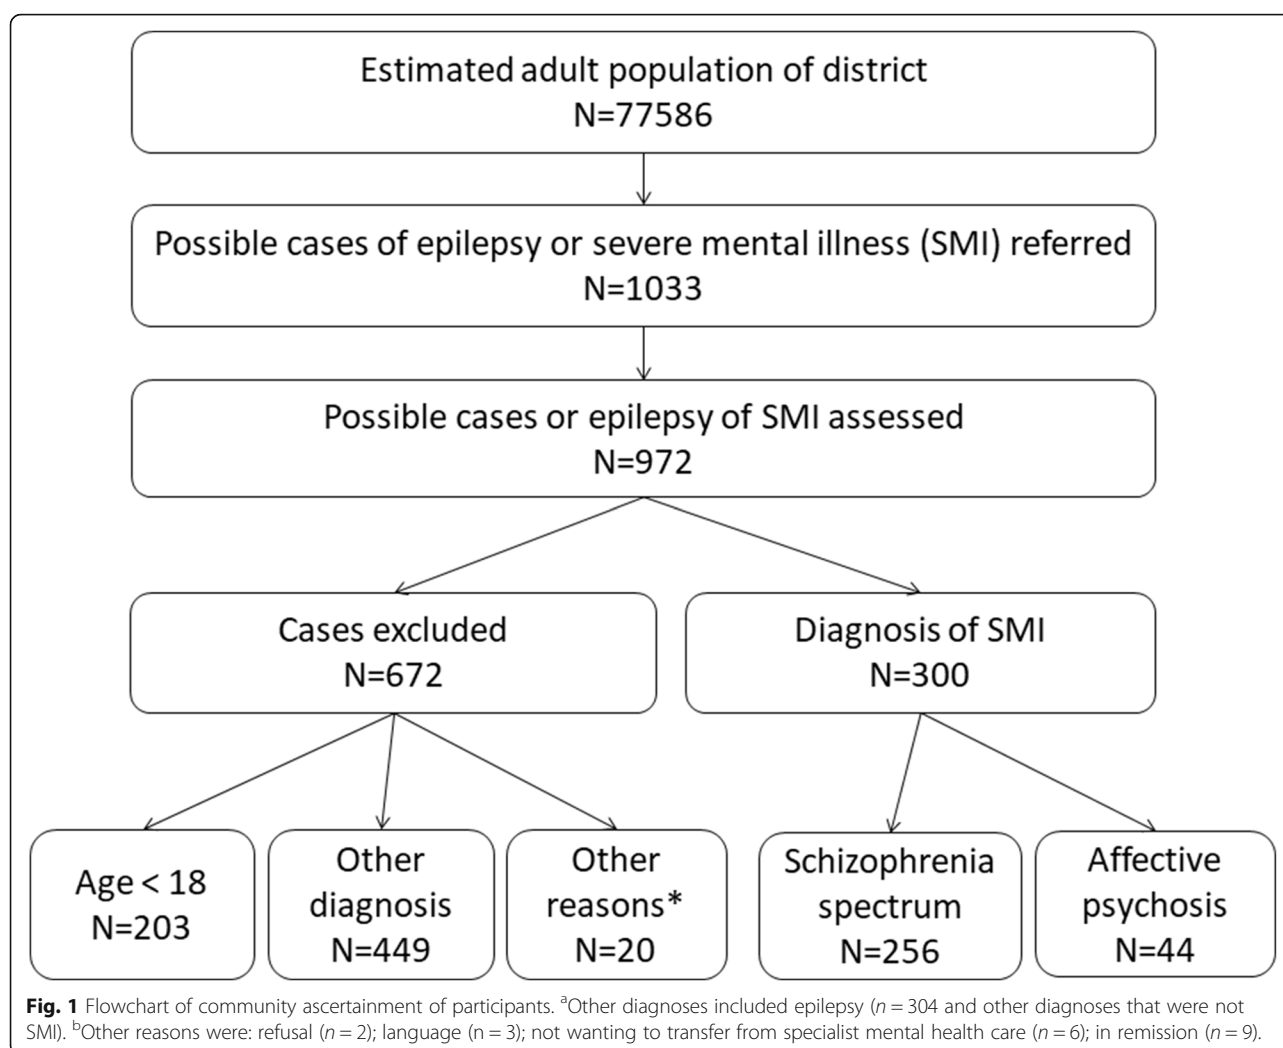 Estimated adult population of district
N=77586
Possible cases of epilepsy or severe mental illness (SMI) referred
N=1033
Possible cases or epilepsy of SMI assessed
N=972
Cases excluded
N=672
Diagnosis of SMI
N=300
Age < 18
N=203
Other
diagnosis
N=449
Other
reasons*
N=20
Schizophrenia
spectrum
N=256
Affective
psychosis
N=44
Fig. 1 Flowchart of community ascertainment of participants. ᵃOther diagnoses included epilepsy (n = 304 and other diagnoses that were not
SMI). ᵇOther reasons were: refusal (n = 2); language (n = 3); not wanting to transfer from specialist mental health care (n = 6); in remission (n = 9).